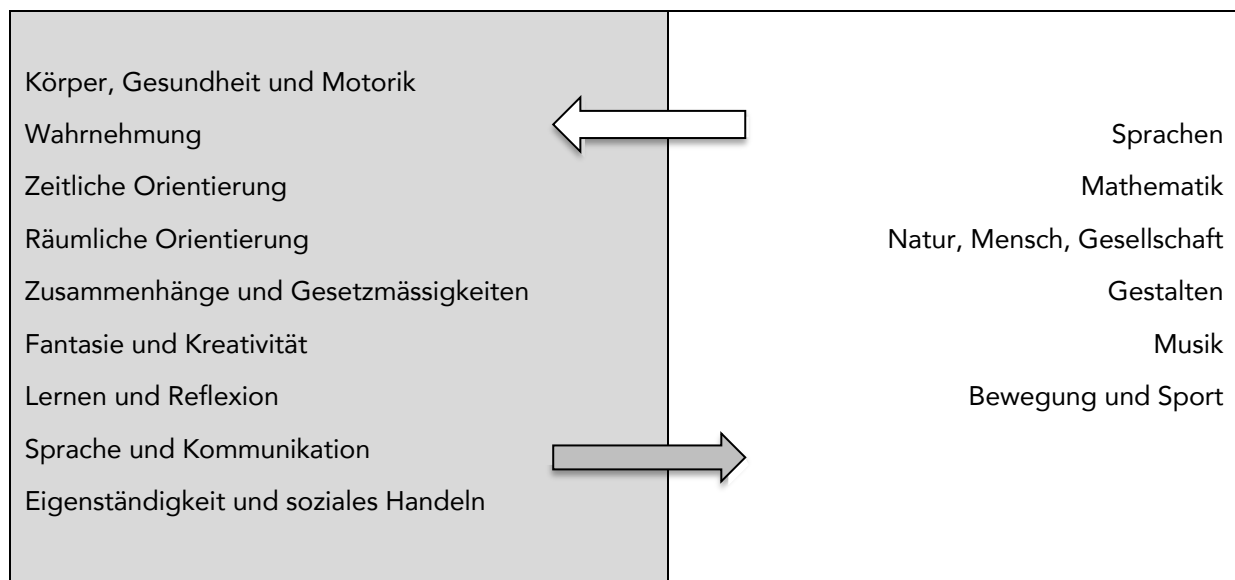 Körper, Gesundheit und Motorik
Wahrnehmung
Zeitliche Orientierung
Räumliche Orientierung
Zusammenhänge und Gesetzmässigkeiten
Fantasie und Kreativität
Lernen und Reflexion
Sprache und Kommunikation
Eigenständigkeit und soziales Handeln
Sprachen
Mathematik
Natur, Mensch, Gesellschaft
Gestalten
Musik
Bewegung und Sport